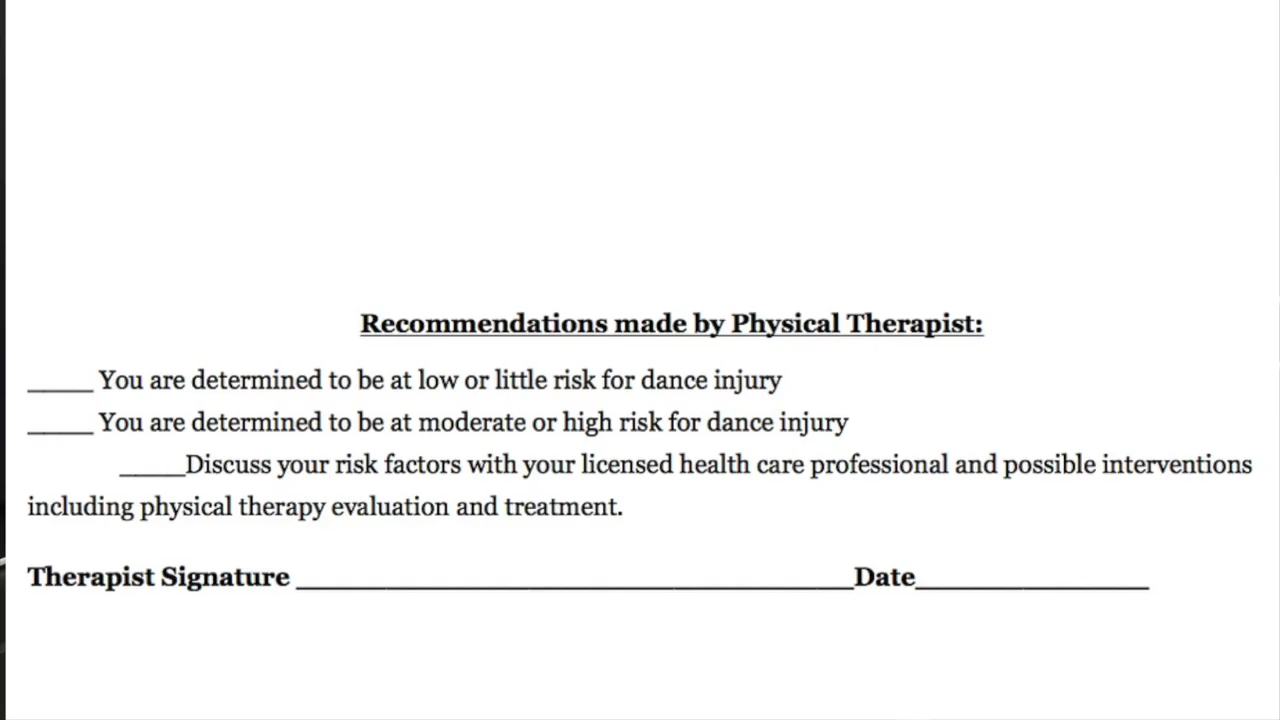 Recommendations made by Physical Therapist:
_____ You are determined to be at low or little risk for dance injury
_____ You are determined to be at moderate or high risk for dance injury
_____Discuss your risk factors with your licensed health care professional and possible interventions
including physical therapy evaluation and treatment.
Therapist Signature __________________________________________Date__________________